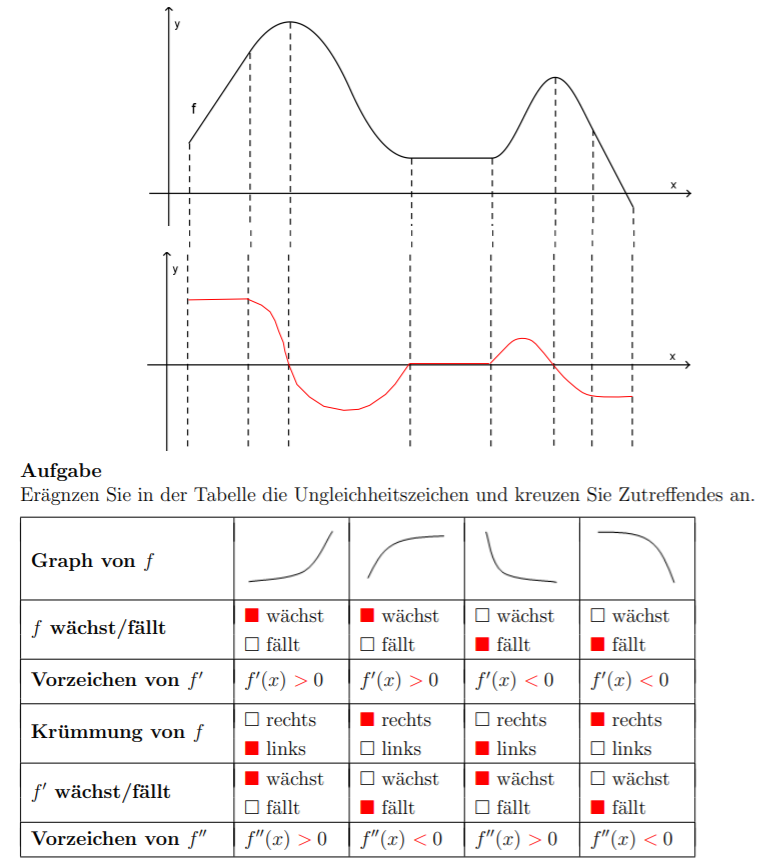 y
f
x
y
x
Aufgabe
Erägnzen Sie in der Tabelle die Ungleichheitszeichen und kreuzen Sie Zutreffendes an.
Graph von f
f wächst/fällt ■ wächst ■ wächst □ wächst □ wächst
□ fällt □ fällt ■ fällt ■ fällt
Vorzeichen von f′ f′(x) > 0 f′(x) > 0 f′(x) < 0 f′(x) < 0
Krümmung von f □ rechts ■ rechts □ rechts ■ rechts
■ links □ links ■ links □ links
f′ wächst/fällt ■ wächst □ wächst ■ wächst □ wächst
□ fällt ■ fällt □ fällt ■ fällt
Vorzeichen von f″ f″(x) > 0 f″(x) < 0 f″(x) > 0 f″(x) < 0